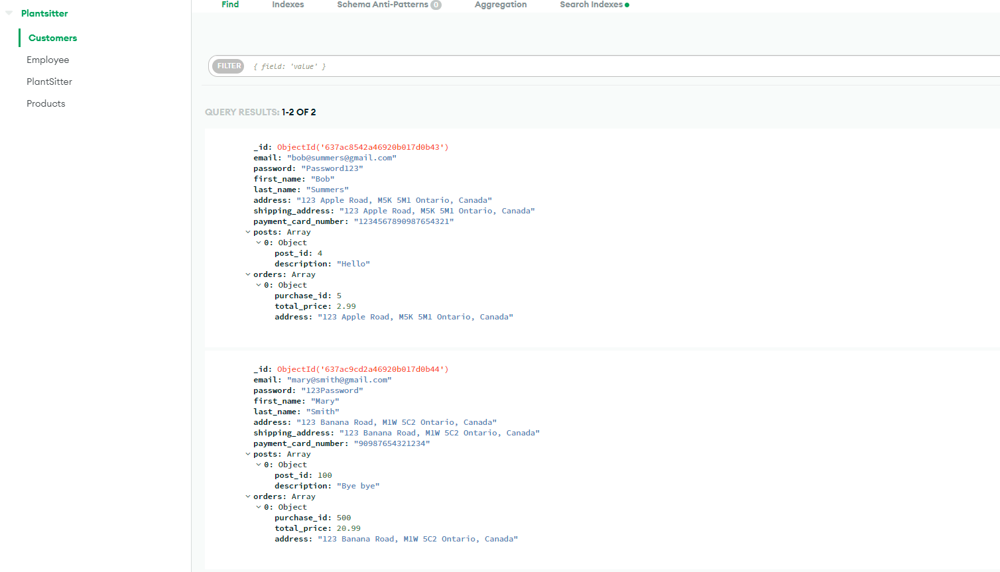 Plantsitter
Customers
Employee
PlantSitter
Products
Find Indexes Schema Anti-Patterns 0 Aggregation Search Indexes
FILTER { field: 'value' }
QUERY RESULTS: 1-2 OF 2
_id: ObjectId('637ac8542a46920b017d0b43')
email: "bob@summers@gmail.com"
password: "Password123"
first_name: "Bob"
last_name: "Summers"
address: "123 Apple Road, M5K 5M1 Ontario, Canada"
shipping_address: "123 Apple Road, M5K 5M1 Ontario, Canada"
payment_card_number: "1234567890987654321"
posts: Array
0: Object
post_id: 4
description: "Hello"
orders: Array
0: Object
purchase_id: 5
total_price: 2.99
address: "123 Apple Road, M5K 5M1 Ontario, Canada"
_id: ObjectId('637ac9cd2a46920b017d0b44')
email: "mary@smith@gmail.com"
password: "123Password"
first_name: "Mary"
last_name: "Smith"
address: "123 Banana Road, M1W 5C2 Ontario, Canada"
shipping_address: "123 Banana Road, M1W 5C2 Ontario, Canada"
payment_card_number: "90987654321234"
posts: Array
0: Object
post_id: 100
description: "Bye bye"
orders: Array
0: Object
purchase_id: 500
total_price: 20.99
address: "123 Banana Road, M1W 5C2 Ontario, Canada"